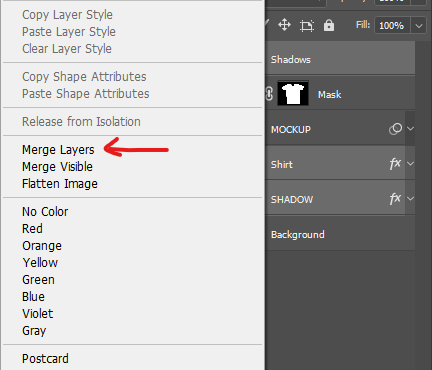 Copy Layer Style
Paste Layer Style
Clear Layer Style
Copy Shape Attributes
Paste Shape Attributes
Release from Isolation
Merge Layers
Merge Visible
Flatten Image
No Color
Red
Orange
Yellow
Green
Blue
Violet
Gray
Postcard
Fill: 100%
Shadows
Mask
MOCKUP
Shirt fx
SHADOW fx
Background